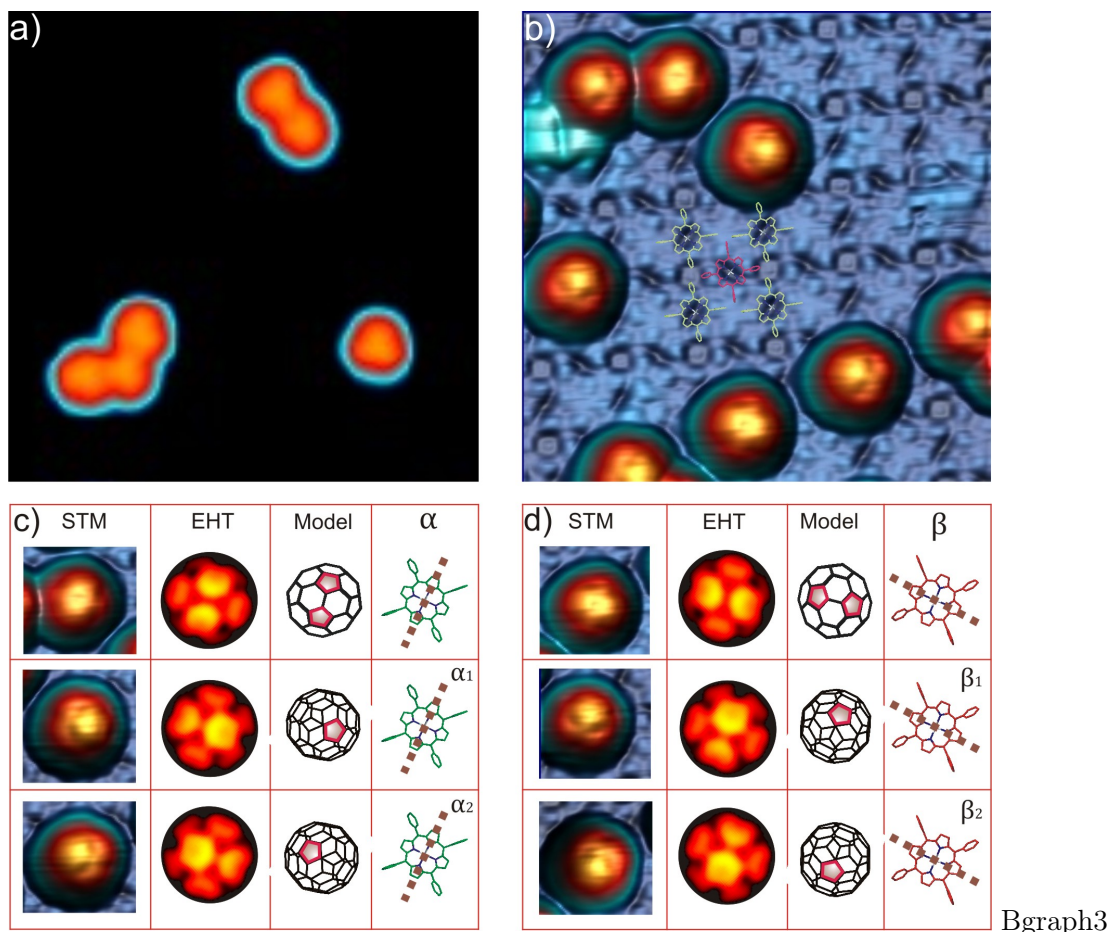 a)
b)
c) STM EHT Model α
α1
α2
d) STM EHT Model β
β1
β2
Bgraph3